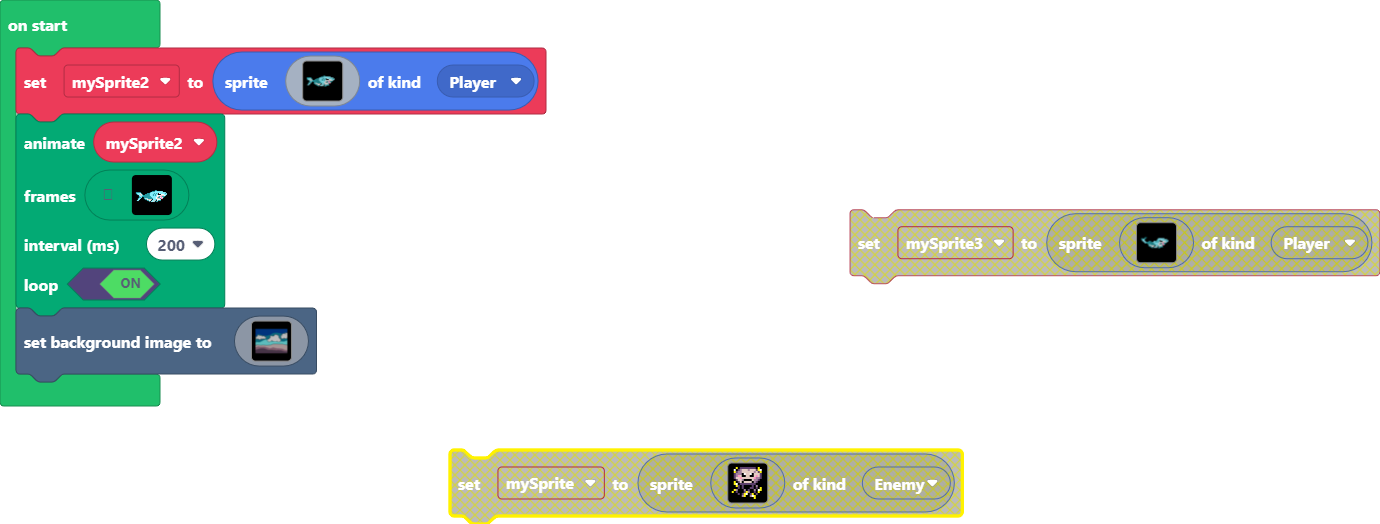 on start
set mySprite2 to sprite of kind Player
animate mySprite2
frames
interval (ms) 200
loop ON
set background image to
set mySprite3 to sprite of kind Player
set mySprite to sprite of kind Enemy